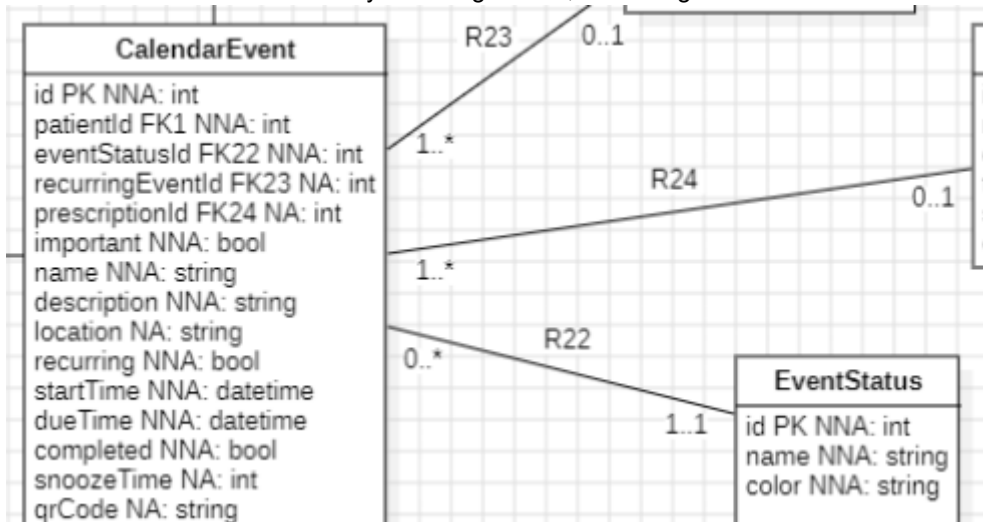 CalendarEvent
id PK NNA: int
patientId FK1 NNA: int
eventStatusId FK22 NNA: int
recurringEventId FK23 NA: int
prescriptionId FK24 NA: int
important NNA: bool
name NNA: string
description NNA: string
location NA: string
recurring NNA: bool
startTime NNA: datetime
dueTime NNA: datetime
completed NNA: bool
snoozeTime NA: int
qrCode NA: string
R23
0..1
1..*
R24
0..1
1..*
R22
0..*
1..1
EventStatus
id PK NNA: int
name NNA: string
color NNA: string